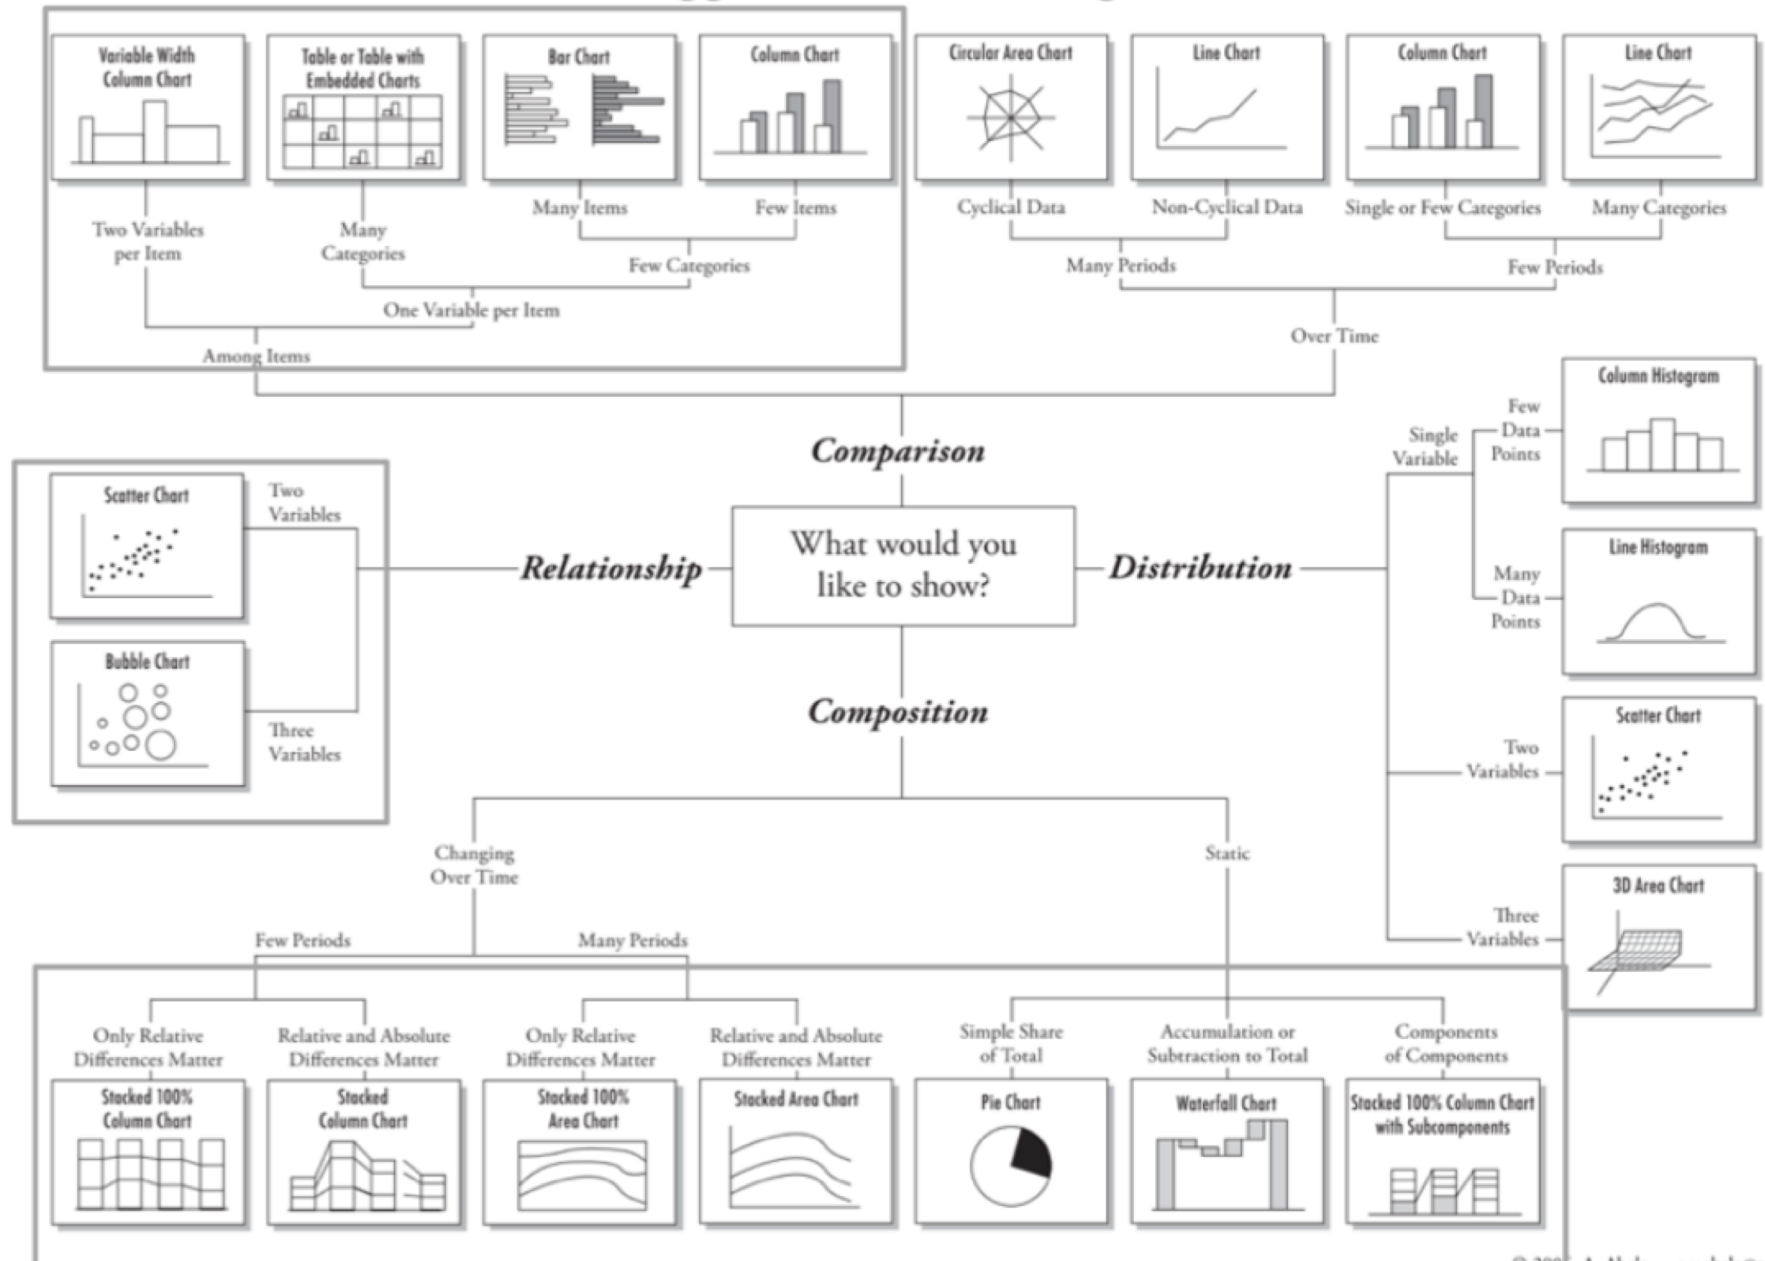 Variable Width
Column Chart
Table or Table with
Embedded Charts
Bar Chart
Column Chart
Circular Area Chart
Line Chart
Column Chart
Line Chart
Two Variables
per Item
Many
Categories
Many Items
Few Items
Cyclical Data
Non-Cyclical Data
Single or Few Categories
Many Categories
Few Categories
Many Periods
Few Periods
One Variable per Item
Among Items
Over Time
Comparison
Relationship
What would you
like to show?
Distribution
Composition
Scatter Chart
Two
Variables
Bubble Chart
Three
Variables
Single
Variable
Few
Data
Points
Column Histogram
Many
Data
Points
Line Histogram
Two
Variables
Scatter Chart
Three
Variables
3D Area Chart
Changing
Over Time
Static
Few Periods
Many Periods
Only Relative
Differences Matter
Relative and Absolute
Differences Matter
Only Relative
Differences Matter
Relative and Absolute
Differences Matter
Simple Share
of Total
Accumulation or
Subtraction to Total
Components
of Components
Stacked 100%
Column Chart
Stacked
Column Chart
Stacked 100%
Area Chart
Stacked Area Chart
Pie Chart
Waterfall Chart
Stacked 100% Column Chart
with Subcomponents